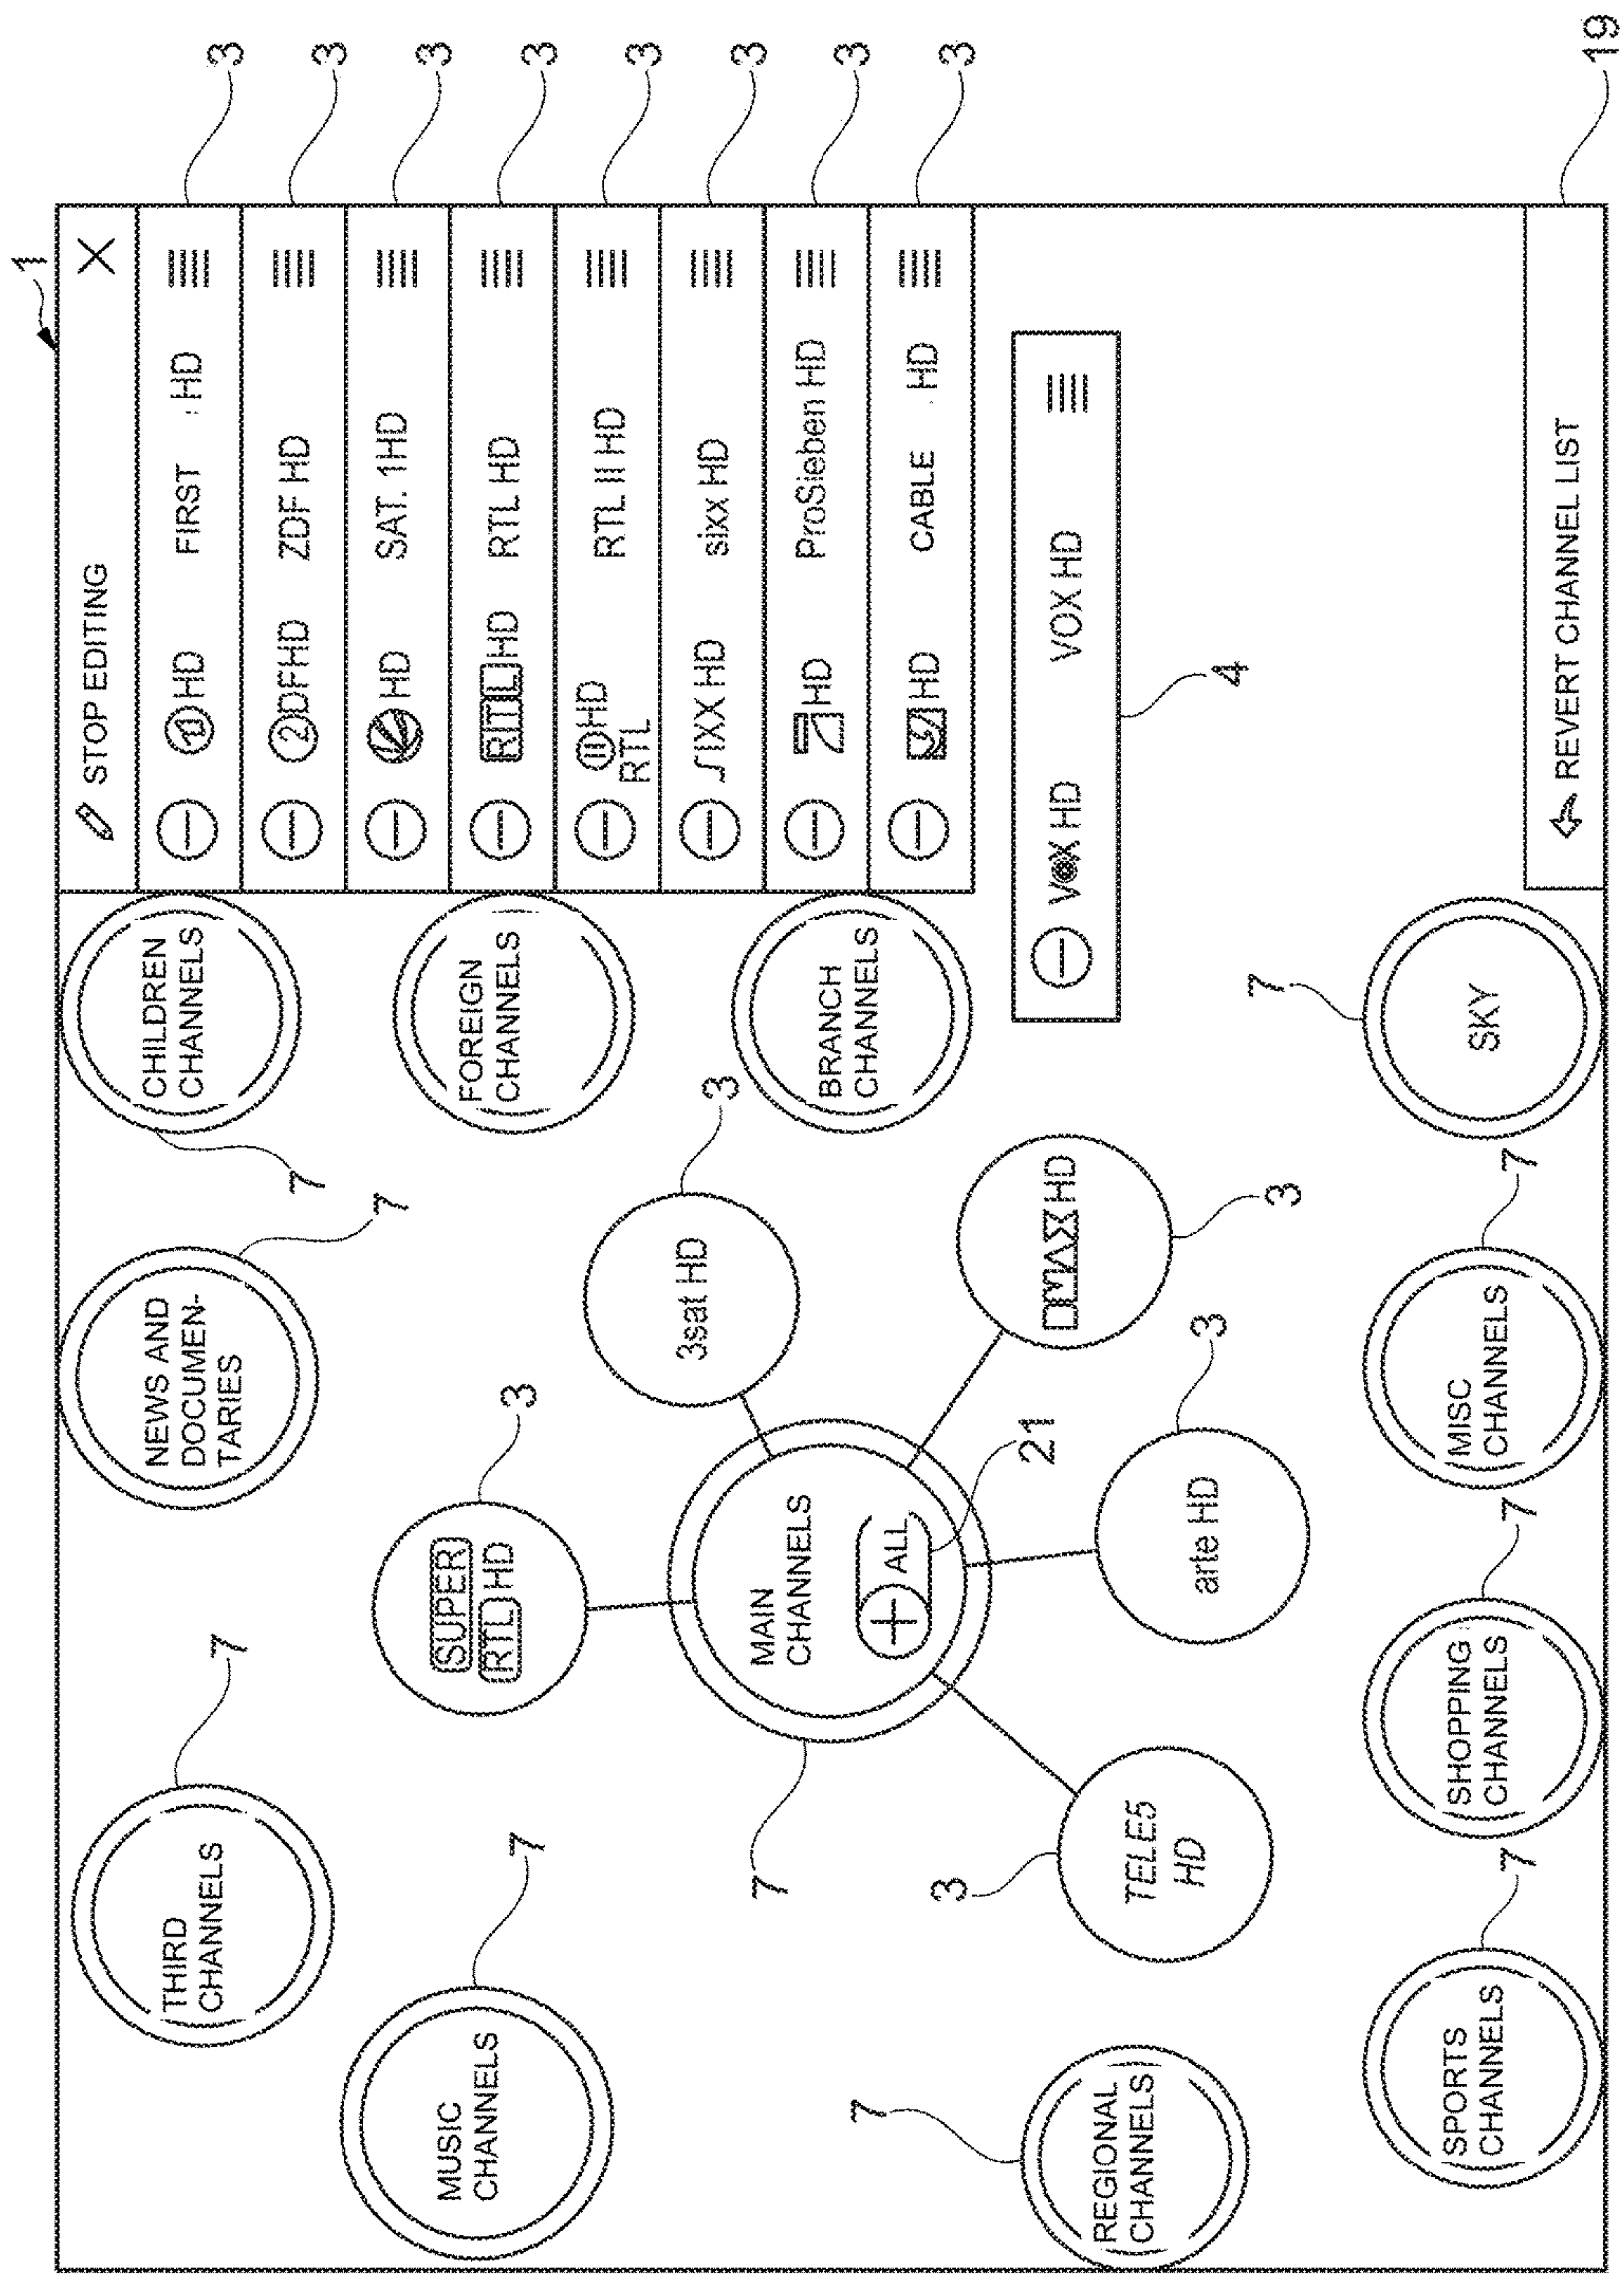 1
STOP EDITING
HD FIRST HD
3
2DFHD ZDF HD
3
HD SAT. 1HD
3
RTL HD RTL HD
3
II HD
RTL
RTL II HD
3
SIXX HD sixx HD
3
7 HD ProSieben HD
3
HD CABLE HD
3
VOX HD VOX HD
4
REVERT CHANNEL LIST
19
THIRD
CHANNELS
7
NEWS AND
DOCUMEN-
TARIES
7
CHILDREN
CHANNELS
7
MUSIC
CHANNELS
7
SUPER
RTL HD
3
FOREIGN
CHANNELS
3sat HD
3
MAIN
CHANNELS
ALL
21
7
BRANCH
CHANNELS
DMAX HD
3
TELE5
HD
3
arte HD
3
REGIONAL
CHANNELS
7
SPORTS
CHANNELS
7
SHOPPING
CHANNELS
7
MISC
CHANNELS
7
SKY
7